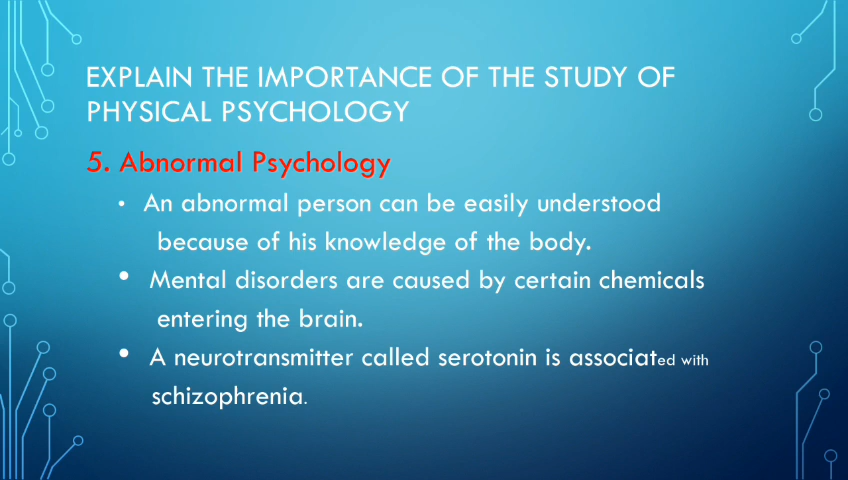 EXPLAIN THE IMPORTANCE OF THE STUDY OF
PHYSICAL PSYCHOLOGY
5. Abnormal Psychology
• An abnormal person can be easily understood
because of his knowledge of the body.
• Mental disorders are caused by certain chemicals
entering the brain.
• A neurotransmitter called serotonin is associated with
schizophrenia.